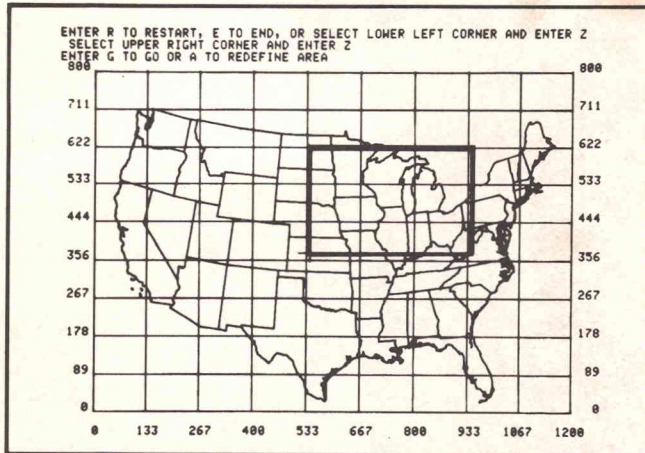 ENTER R TO RESTART, E TO END, OR SELECT LOWER LEFT CORNER AND ENTER Z
SELECT UPPER RIGHT CORNER AND ENTER Z
ENTER G TO GO OR A TO REDEFINE AREA
800 800
711 711
622 622
533 533
444 444
356 356
267 267
178 178
89 89
0 0
0 133 267 400 533 667 800 933 1067 1200